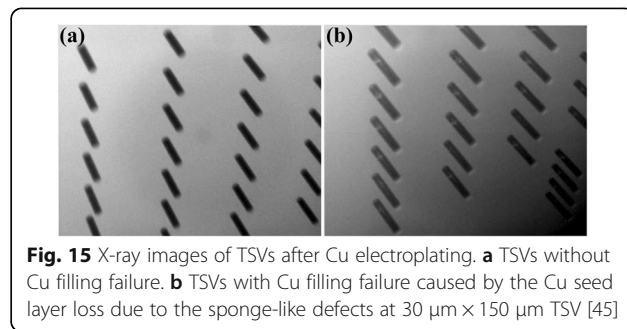 (a)
(b)
Fig. 15 X-ray images of TSVs after Cu electroplating. a TSVs without
Cu filling failure. b TSVs with Cu filling failure caused by the Cu seed
layer loss due to the sponge-like defects at 30 μm × 150 μm TSV [45]